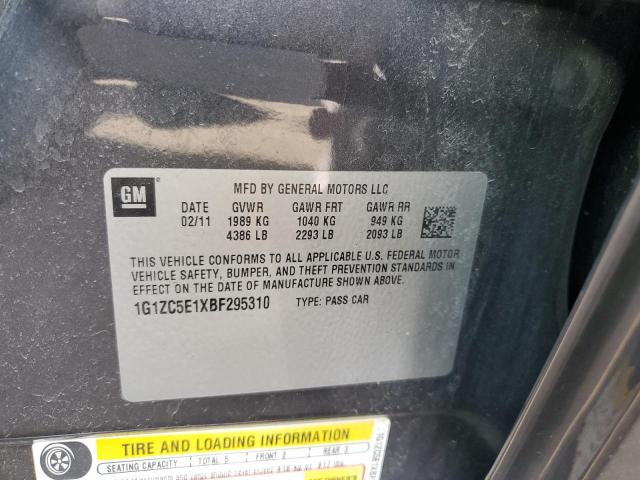 GM
MFD BY GENERAL MOTORS LLC
DATE GVWR GAWR FRT GAWR RR
02/11 1989 KG 1040 KG 949 KG
4386 LB 2293 LB 2093 LB
THIS VEHICLE CONFORMS TO ALL APPLICABLE U.S. FEDERAL MOTOR
VEHICLE SAFETY, BUMPER, AND THEFT PREVENTION STANDARDS IN
EFFECT ON THE DATE OF MANUFACTURE SHOWN ABOVE.
1G1ZC5E1XBF295310 TYPE: PASS CAR
TIRE AND LOADING INFORMATION
SEATING CAPACITY TOTAL 5 FRONT 2 REAR 3